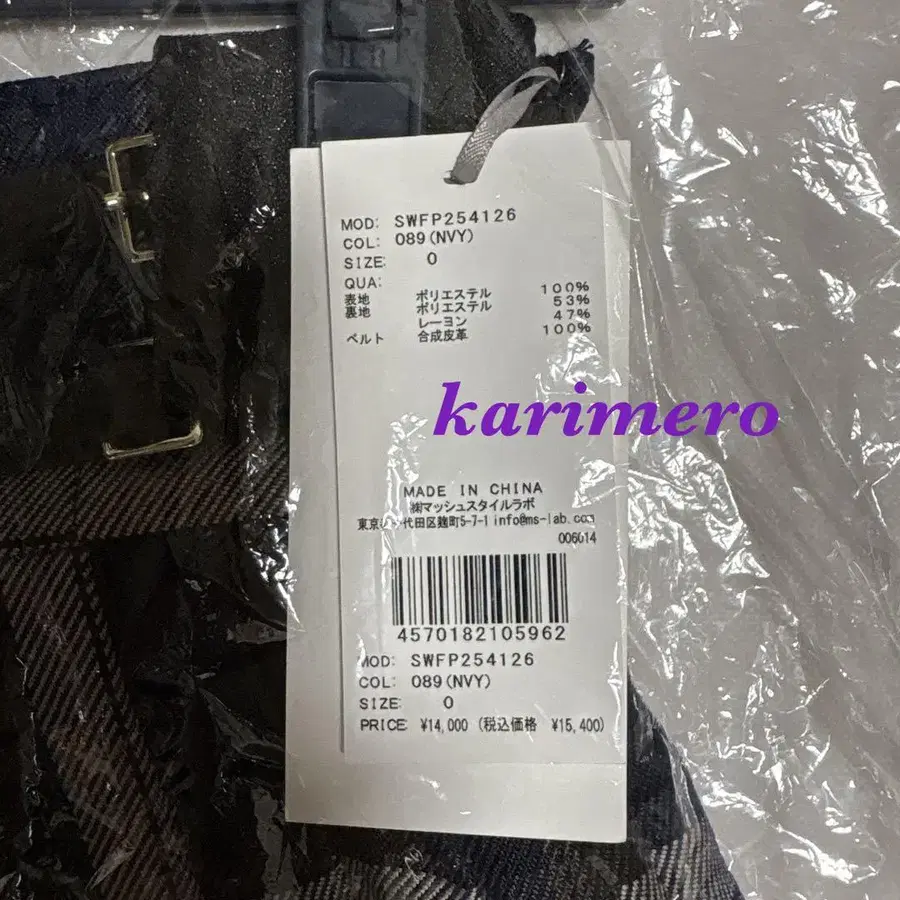 MOD: SWFP254126
COL: 089(NVY)
SIZE: 0
QUA:
表地 ポリエステル 100%
裏地 ポリエステル 53%
レーヨン 47%
ベルト 合成皮革 100%
karimero
MADE IN CHINA
㈱マッシュスタイルラボ
東京 代田区麹町5-7-1 info@ms-lab.com
006014
4570182105962
MOD: SWFP254126
COL: 089(NVY)
SIZE: 0
PRICE: ¥14,000 (税込価格 ¥15,400)